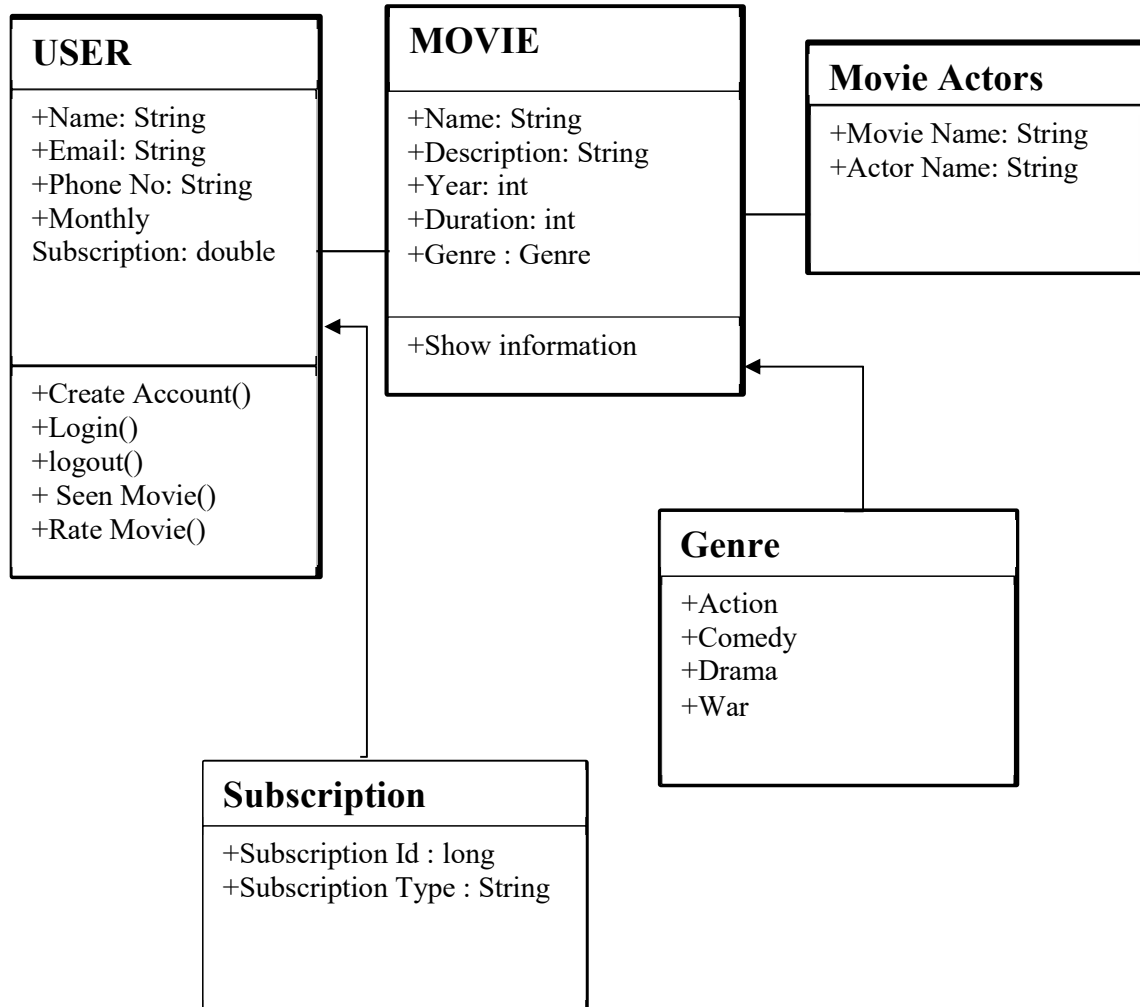 USER
+Name: String
+Email: String
+Phone No: String
+Monthly
Subscription: double
+Create Account()
+Login()
+logout()
+ Seen Movie()
+Rate Movie()
MOVIE
+Name: String
+Description: String
+Year: int
+Duration: int
+Genre : Genre
+Show information
Movie Actors
+Movie Name: String
+Actor Name: String
Genre
+Action
+Comedy
+Drama
+War
Subscription
+Subscription Id : long
+Subscription Type : String